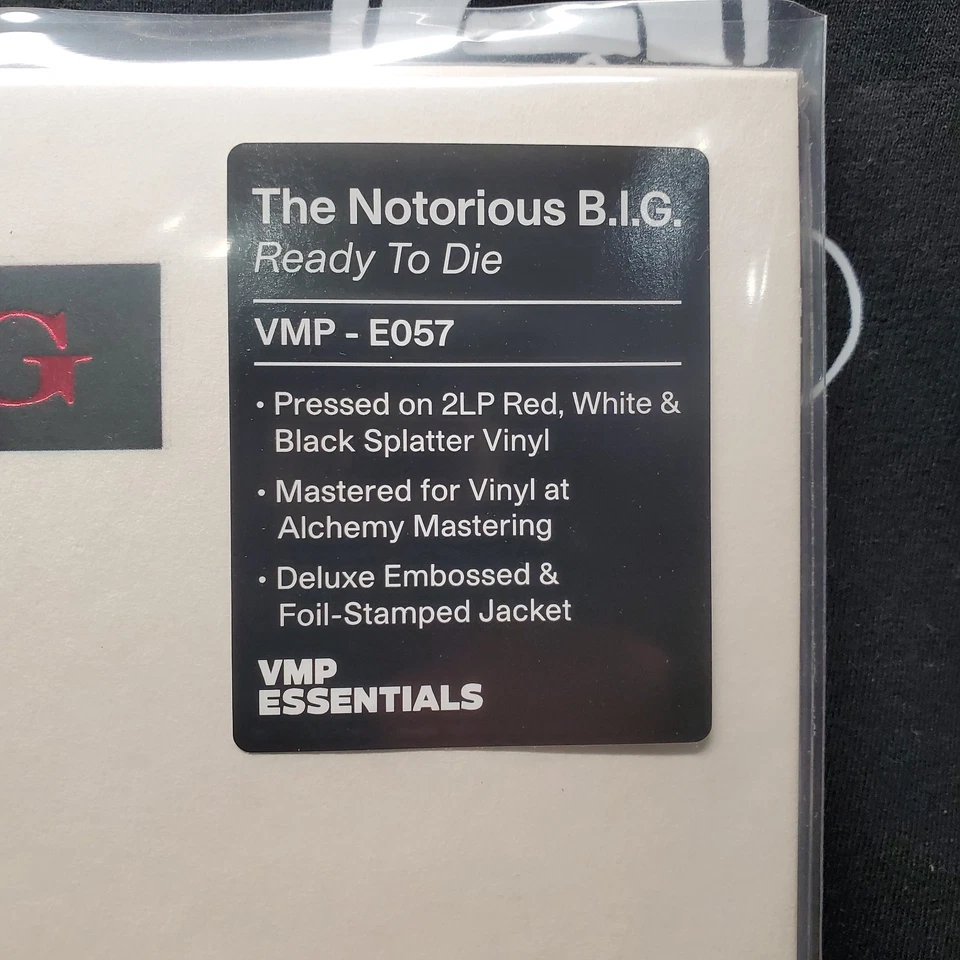 The Notorious B.I.G.
Ready To Die
VMP - E057
• Pressed on 2LP Red, White &
Black Splatter Vinyl
• Mastered for Vinyl at
Alchemy Mastering
• Deluxe Embossed &
Foil-Stamped Jacket
VMP
ESSENTIALS
G